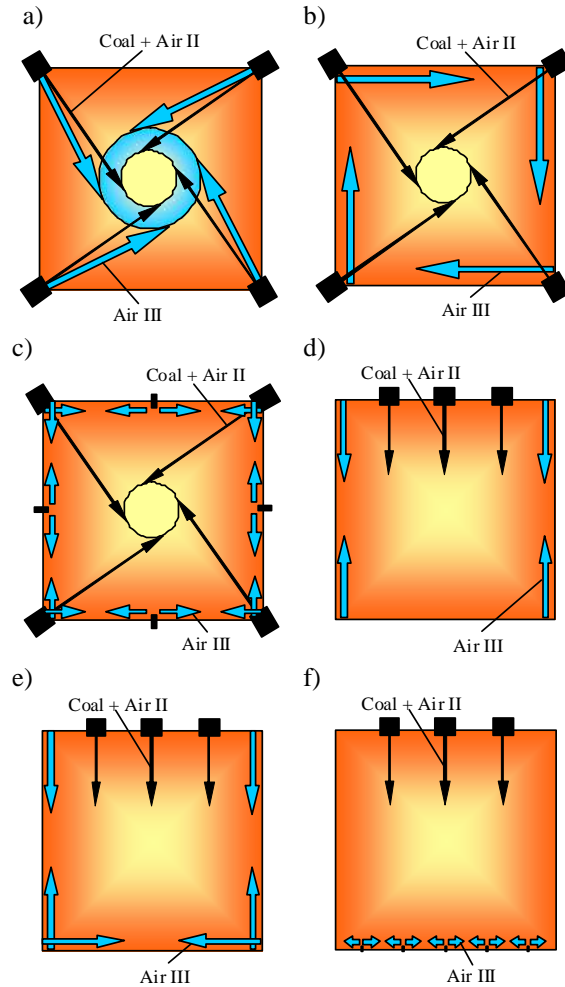 a)
b)
Coal + Air II
Coal + Air II
Air III
Air III
c)
d)
Coal + Air II
Coal + Air II
Air III
Air III
e)
f)
Coal + Air II
Coal + Air II
Air III
Air III